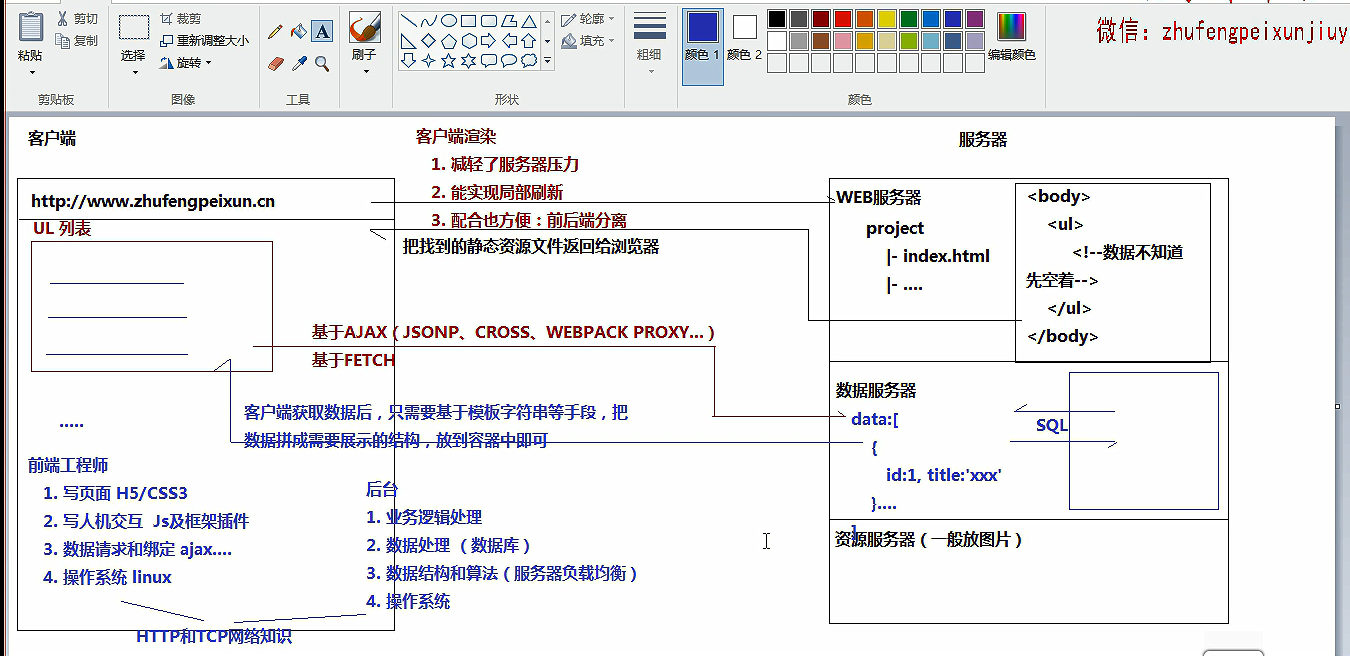 微信：zhufengpeixunjiuy
剪切
复制
粘贴
剪贴板
裁剪
重新调整大小
旋转
选择
图像
工具
刷子
轮廓
填充
形状
粗细
颜色 1
颜色 2
编辑颜色
颜色
客户端
http://www.zhufengpeixun.cn
UL 列表
.....
客户端渲染
1. 减轻了服务器压力
2. 能实现局部刷新
3. 配合也方便：前后端分离
把找到的静态资源文件返回给浏览器
基于AJAX（JSONP、CROSS、WEBPACK PROXY...）
基于FETCH
客户端获取数据后，只需要基于模板字符串等手段，把
数据拼成需要展示的结构，放到容器中即可
前端工程师
1. 写页面 H5/CSS3
2. 写人机交互 Js及框架插件
3. 数据请求和绑定 ajax....
4. 操作系统 linux
后台
1. 业务逻辑处理
2. 数据处理 （数据库）
3. 数据结构和算法（服务器负载均衡）
4. 操作系统
HTTP和TCP网络知识
服务器
WEB服务器
project
|- index.html
|- ....
<body>
<ul>
<!--数据不知道
先空着-->
</ul>
</body>
数据服务器
data:[
{
id:1, title:'xxx'
}....
]
SQL
资源服务器（一般放图片）